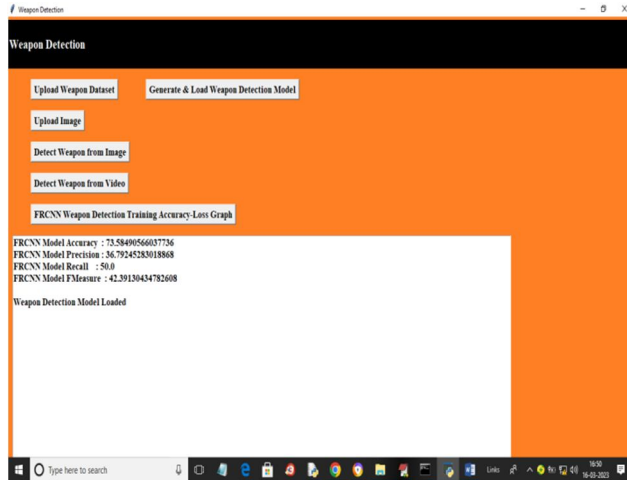 Weapon Detection
Weapon Detection
Upload Weapon Dataset
Generate & Load Weapon Detection Model
Upload Image
Detect Weapon from Image
Detect Weapon from Video
FRCNN Weapon Detection Training Accuracy-Loss Graph
FRCNN Model Accuracy : 73.58490566037736
FRCNN Model Precision : 36.79245283018868
FRCNN Model Recall : 50.0
FRCNN Model FMeasure : 42.39130434782608
Weapon Detection Model Loaded
Type here to search
Links
16:50
16-03-2023